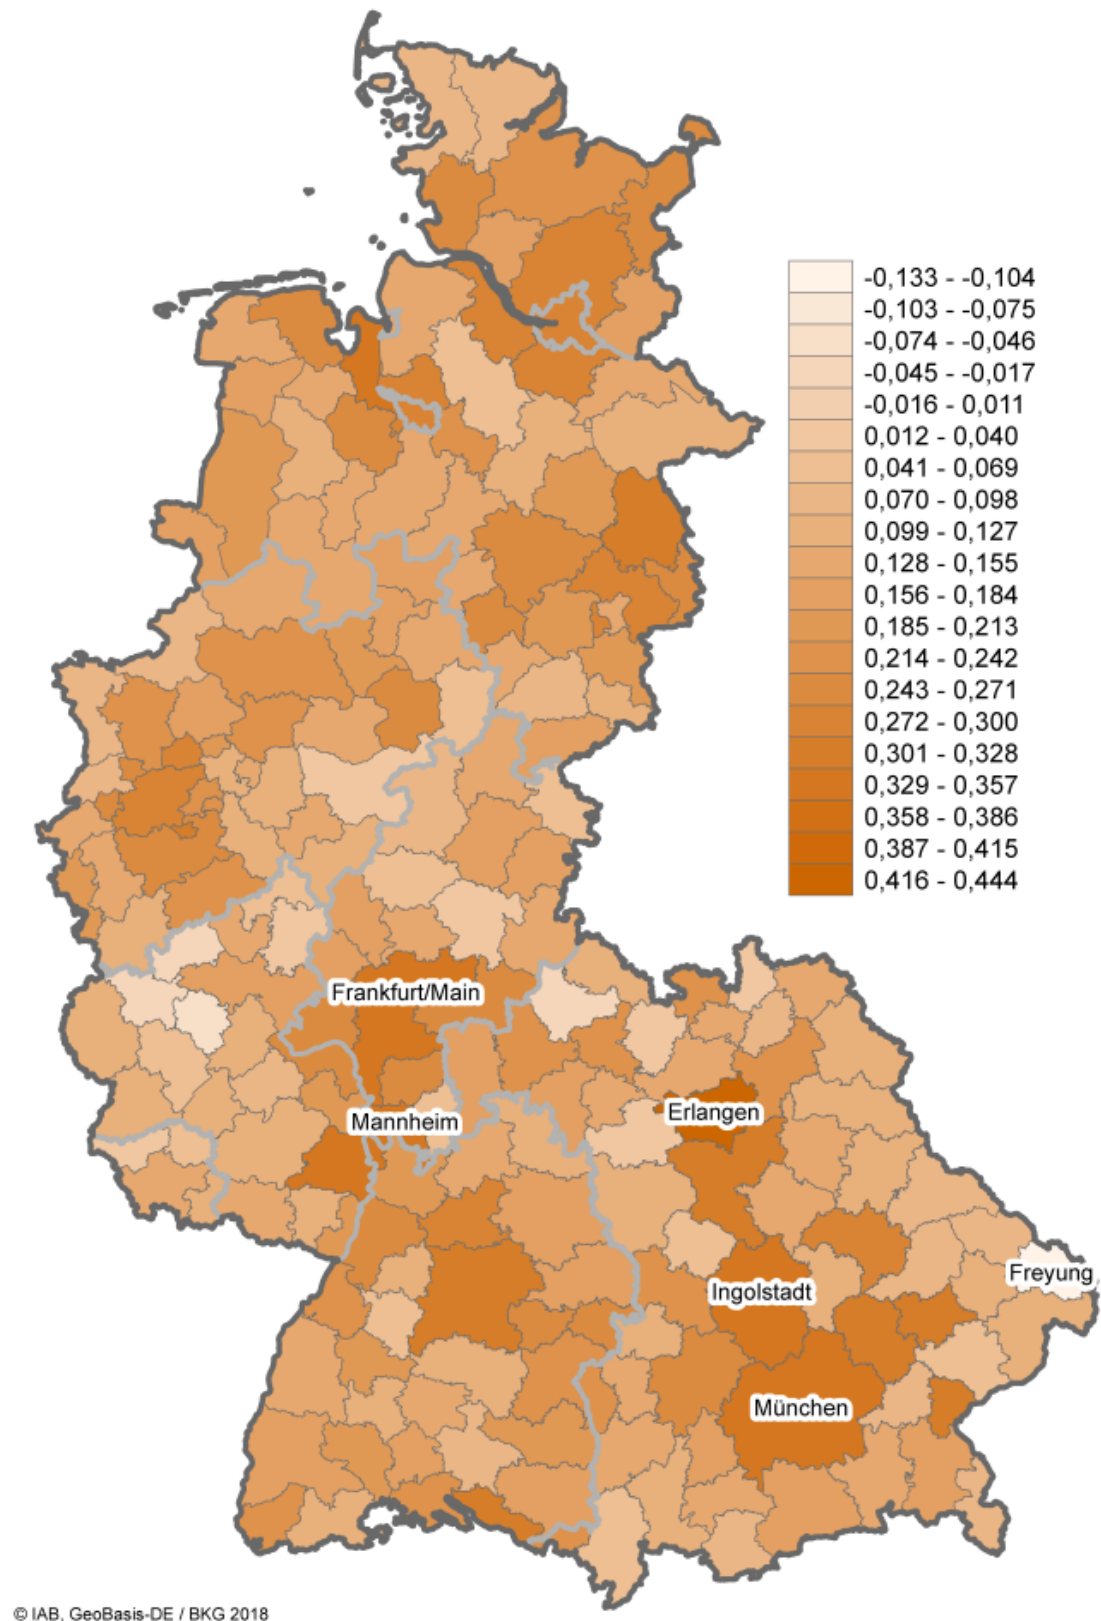 -0,133 - -0,104
-0,103 - -0,075
-0,074 - -0,046
-0,045 - -0,017
-0,016 - 0,011
0,012 - 0,040
0,041 - 0,069
0,070 - 0,098
0,099 - 0,127
0,128 - 0,155
0,156 - 0,184
0,185 - 0,213
0,214 - 0,242
0,243 - 0,271
0,272 - 0,300
0,301 - 0,328
0,329 - 0,357
0,358 - 0,386
0,387 - 0,415
0,416 - 0,444
Frankfurt/Main
Erlangen
Mannheim
Freyung
Ingolstadt
München
© IAB, GeoBasis-DE / BKG 2018